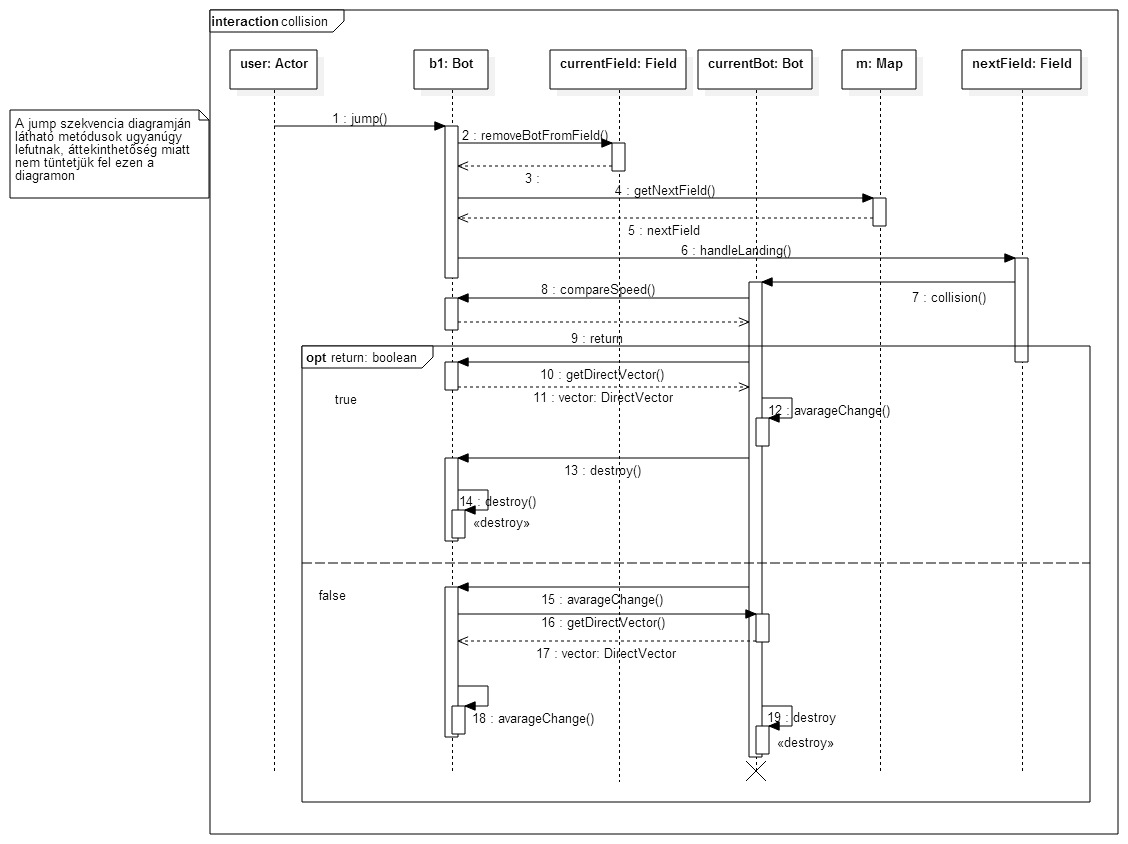 interaction collision
user: Actor
b1: Bot
currentField: Field
currentBot: Bot
m: Map
nextField: Field
A jump szekvencia diagramján
látható metódusok ugyanúgy
lefutnak, áttekinthetőség miatt
nem tüntetjük fel ezen a
diagramon
1 : jump()
2 : removeBotFromField()
3 :
4 : getNextField()
5 : nextField
6 : handleLanding()
7 : collision()
8 : compareSpeed()
9 : return
opt return: boolean
10 : getDirectVector()
11 : vector: DirectVector
true
12 : avarageChange()
13 : destroy()
14 : destroy()
«destroy»
false
15 : avarageChange()
16 : getDirectVector()
17 : vector: DirectVector
18 : avarageChange()
19 : destroy
«destroy»